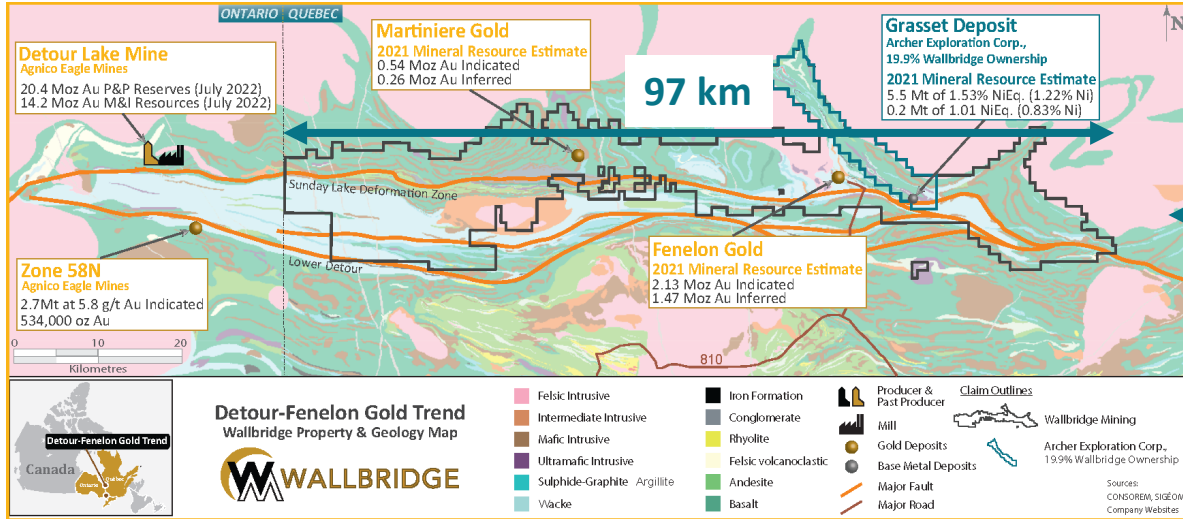 ONTARIO QUEBEC
N
Detour Lake Mine
Agnico Eagle Mines
20.4 Moz Au P&P Reserves (July 2022)
14.2 Moz Au M&I Resources (July 2022)
Martiniere Gold
2021 Mineral Resource Estimate
0.54 Moz Au Indicated
0.26 Moz Au Inferred
97 km
Grasset Deposit
Archer Exploration Corp.,
19.9% Wallbridge Ownership
2021 Mineral Resource Estimate
5.5 Mt of 1.53% NiEq. (1.22% Ni)
0.2 Mt of 1.01 NiEq. (0.83% Ni)
Sunday Lake Deformation Zone
Lower Detour
Zone 58N
Agnico Eagle Mines
2.7Mt at 5.8 g/t Au Indicated
534,000 oz Au
Fenelon Gold
2021 Mineral Resource Estimate
2.13 Moz Au Indicated
1.47 Moz Au Inferred
0 10 20
Kilometres
810
Detour-Fenelon Gold Trend
Canada
Ontario
Québec
Detour-Fenelon Gold Trend
Wallbridge Property & Geology Map
WALLBRIDGE
Felsic Intrusive
Intermediate Intrusive
Mafic Intrusive
Ultramafic Intrusive
Sulphide-Graphite Argillite
Wacke
Iron Formation
Conglomerate
Rhyolite
Felsic volcanoclastic
Andesite
Basalt
Producer &
Past Producer
Mill
Gold Deposits
Base Metal Deposits
Major Fault
Major Road
Claim Outlines
Wallbridge Mining
Archer Exploration Corp.,
19.9% Wallbridge Ownership
Sources:
CONSOREM, SIGÉOM
Company Websites